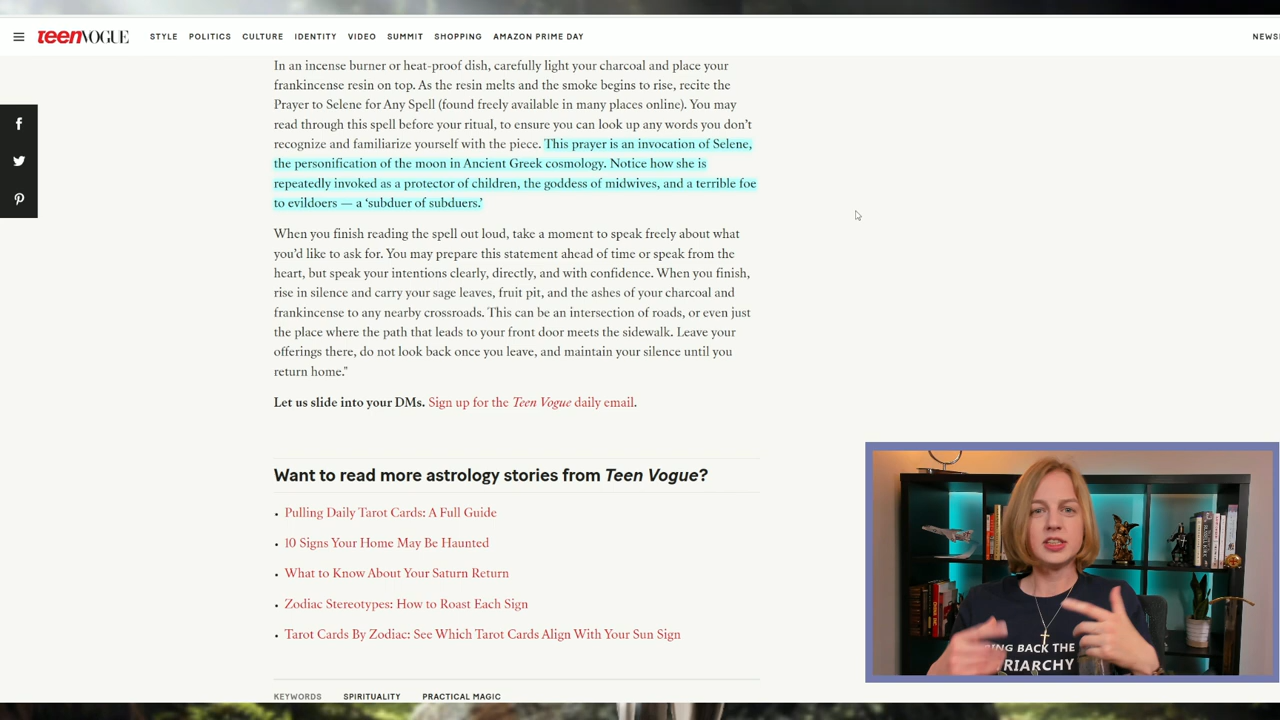 teenVOGUE STYLE POLITICS CULTURE IDENTITY VIDEO SUMMIT SHOPPING AMAZON PRIME DAY
In an incense burner or heat-proof dish, carefully light your charcoal and place your
frankincense resin on top. As the resin melts and the smoke begins to rise, recite the
Prayer to Selene for Any Spell (found freely available in many places online). You may
read through this spell before your ritual, to ensure you can look up any words you don’t
recognize and familiarize yourself with the piece. This prayer is an invocation of Selene,
the personification of the moon in Ancient Greek cosmology. Notice how she is
repeatedly invoked as a protector of children, the goddess of midwives, and a terrible foe
to evildoers — a ‘subduer of subduers.’
When you finish reading the spell out loud, take a moment to speak freely about what
you’d like to ask for. You may prepare this statement ahead of time or speak from the
heart, but speak your intentions clearly, directly, and with confidence. When you finish,
rise in silence and carry your sage leaves, fruit pit, and the ashes of your charcoal and
frankincense to any nearby crossroads. This can be an intersection of roads, or even just
the place where the path that leads to your front door meets the sidewalk. Leave your
offerings there, do not look back once you leave, and maintain your silence until you
return home."
Let us slide into your DMs. Sign up for the Teen Vogue daily email.
Want to read more astrology stories from Teen Vogue?
• Pulling Daily Tarot Cards: A Full Guide
• 10 Signs Your Home May Be Haunted
• What to Know About Your Saturn Return
• Zodiac Stereotypes: How to Roast Each Sign
• Tarot Cards By Zodiac: See Which Tarot Cards Align With Your Sun Sign
KEYWORDS SPIRITUALITY PRACTICAL MAGIC
BACK THE